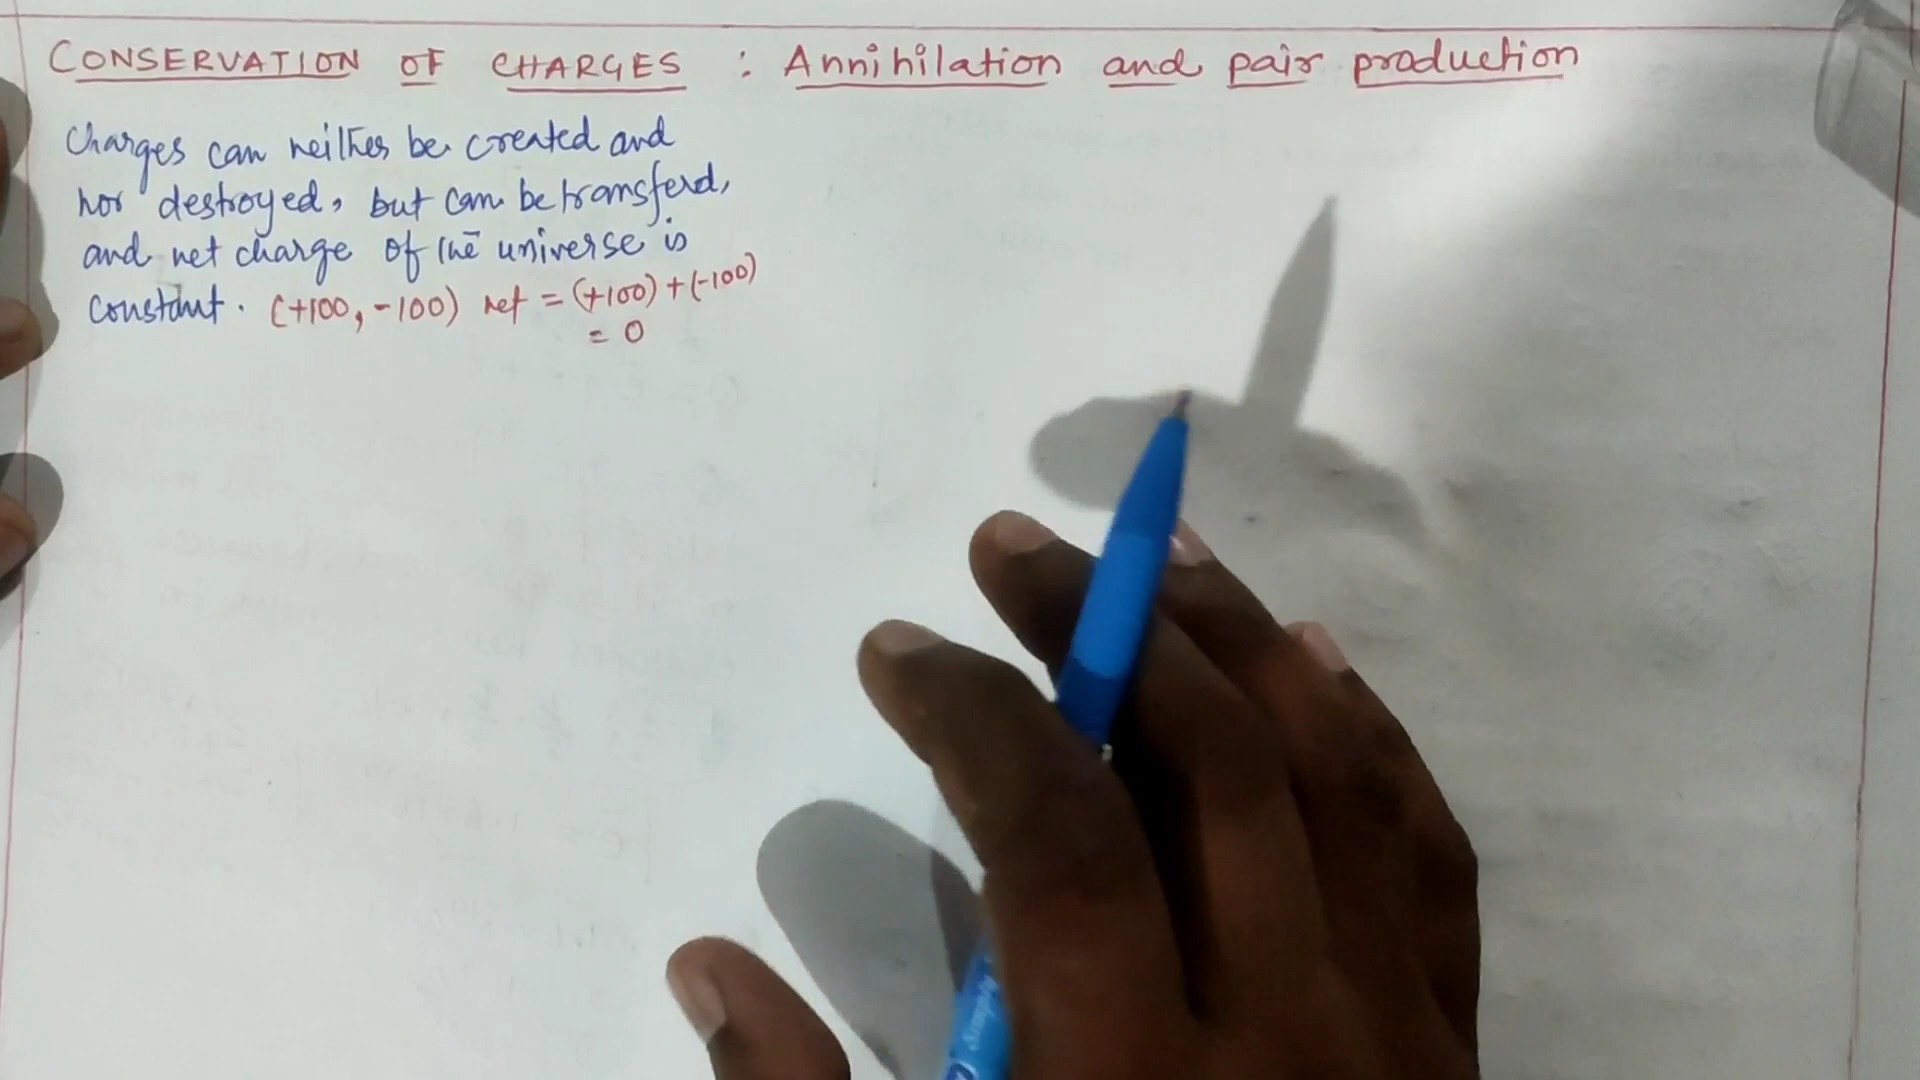 CONSERVATION OF CHARGES : Annihilation and pair production
Charges can neither be created and
nor destroyed, but can be transferd,
and net charge of the universe is
constant. (+100, -100) net = (+100) + (-100)
= 0